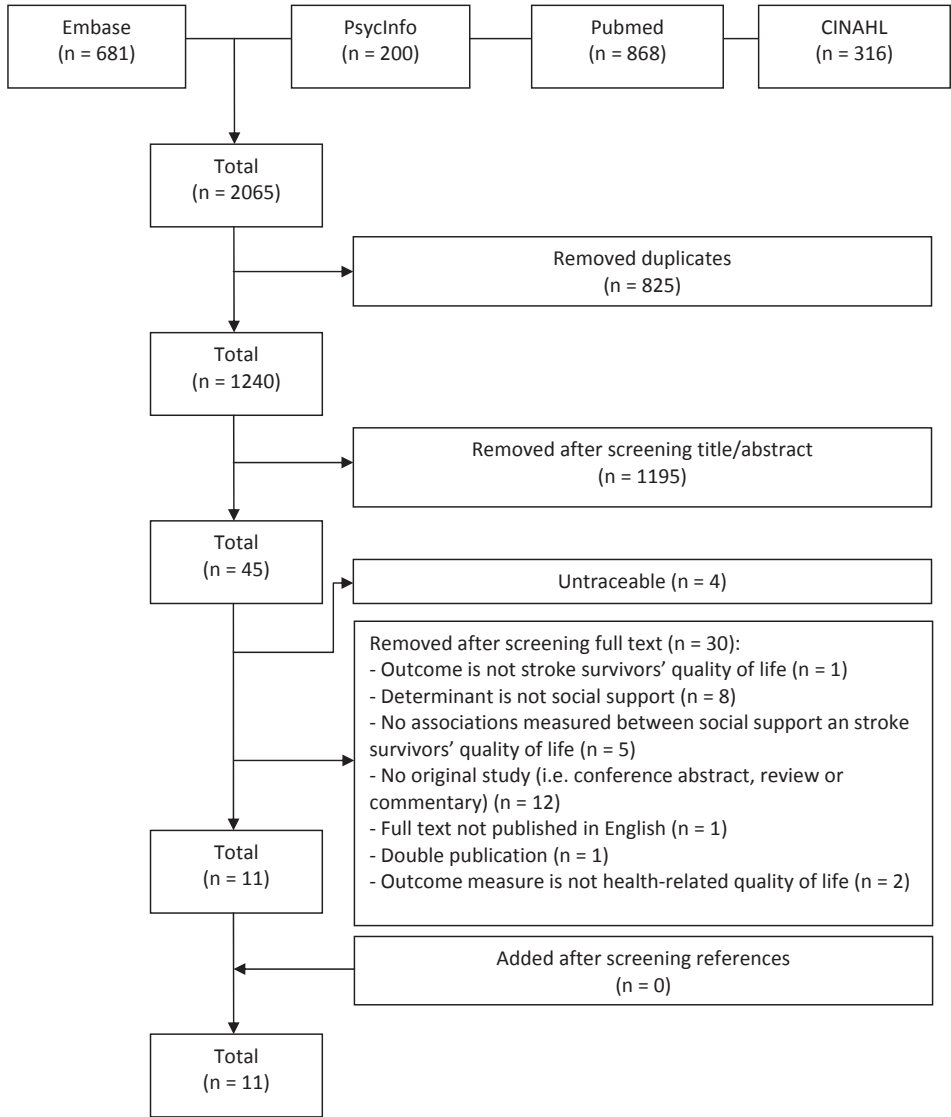 Embase
(n = 681)
PsycInfo
(n = 200)
Pubmed
(n = 868)
CINAHL
(n = 316)
Total
(n = 2065)
Removed duplicates
(n = 825)
Total
(n = 1240)
Removed after screening title/abstract
(n = 1195)
Total
(n = 45)
Untraceable (n = 4)
Removed after screening full text (n = 30):
- Outcome is not stroke survivors’ quality of life (n = 1)
- Determinant is not social support (n = 8)
- No associations measured between social support an stroke
survivors’ quality of life (n = 5)
- No original study (i.e. conference abstract, review or
commentary) (n = 12)
- Full text not published in English (n = 1)
- Double publication (n = 1)
- Outcome measure is not health-related quality of life (n = 2)
Total
(n = 11)
Added after screening references
(n = 0)
Total
(n = 11)